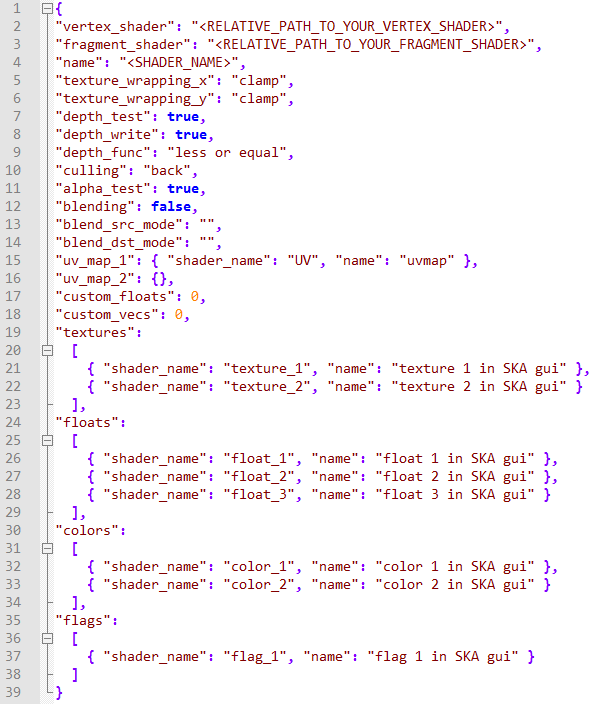 1 {
2 "vertex_shader": "<RELATIVE_PATH_TO_YOUR_VERTEX_SHADER>",
3 "fragment_shader": "<RELATIVE_PATH_TO_YOUR_FRAGMENT_SHADER>",
4 "name": "<SHADER_NAME>",
5 "texture_wrapping_x": "clamp",
6 "texture_wrapping_y": "clamp",
7 "depth_test": true,
8 "depth_write": true,
9 "depth_func": "less or equal",
10 "culling": "back",
11 "alpha_test": true,
12 "blending": false,
13 "blend_src_mode": "",
14 "blend_dst_mode": "",
15 "uv_map_1": { "shader_name": "UV", "name": "uvmap" },
16 "uv_map_2": {},
17 "custom_floats": 0,
18 "custom_vecs": 0,
19 "textures":
20 [
21 { "shader_name": "texture_1", "name": "texture 1 in SKA gui" },
22 { "shader_name": "texture_2", "name": "texture 2 in SKA gui" }
23 ],
24 "floats":
25 [
26 { "shader_name": "float_1", "name": "float 1 in SKA gui" },
27 { "shader_name": "float_2", "name": "float 2 in SKA gui" },
28 { "shader_name": "float_3", "name": "float 3 in SKA gui" }
29 ],
30 "colors":
31 [
32 { "shader_name": "color_1", "name": "color 1 in SKA gui" },
33 { "shader_name": "color_2", "name": "color 2 in SKA gui" }
34 ],
35 "flags":
36 [
37 { "shader_name": "flag_1", "name": "flag 1 in SKA gui" }
38 ]
39 }